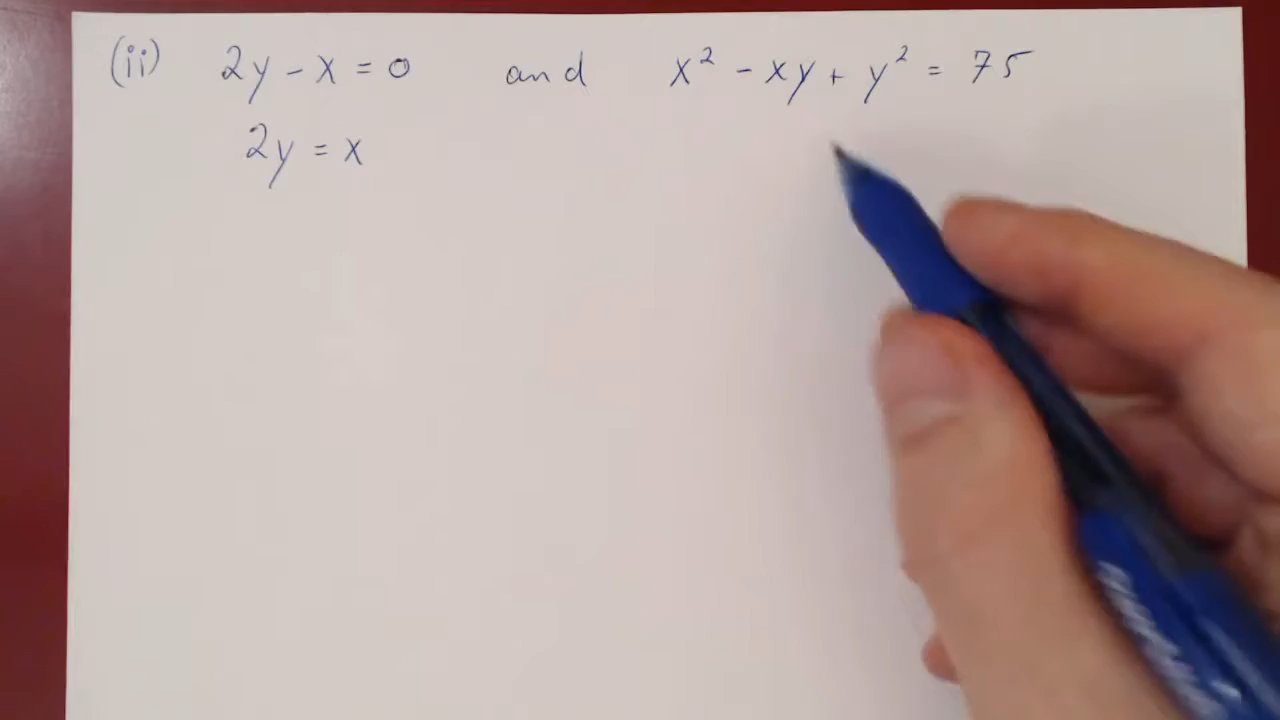 (ii) 2y - x = 0 and x² - xy + y² = 75
2y = x